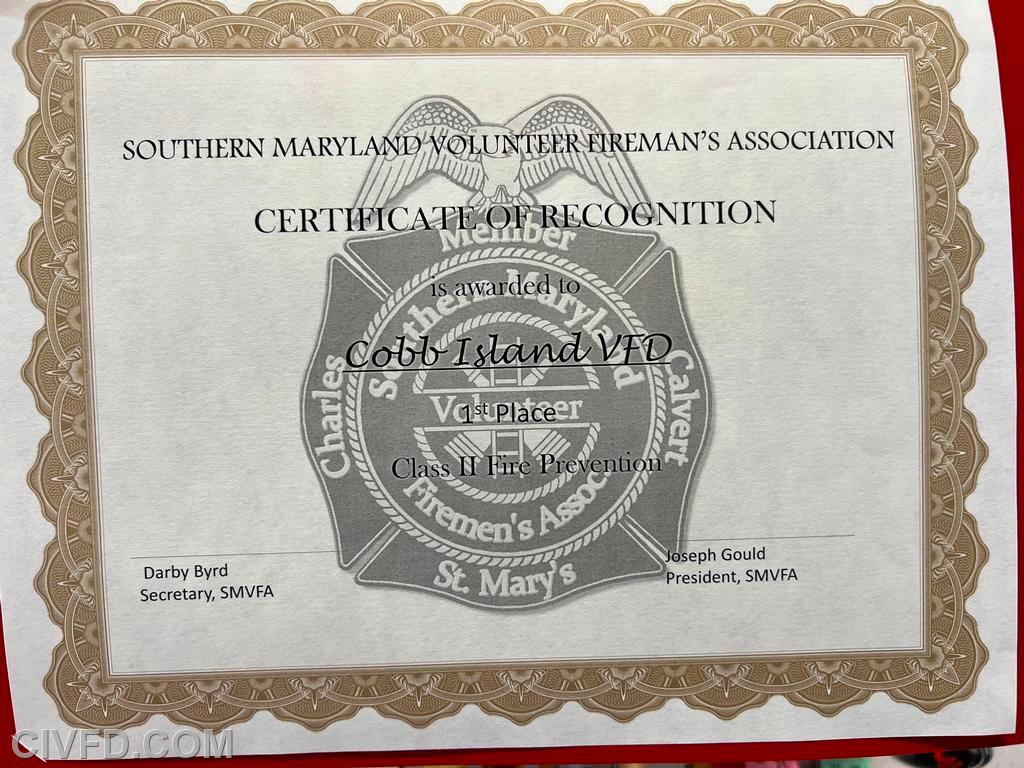 SOUTHERN MARYLAND VOLUNTEER FIREMAN'S ASSOCIATION
CERTIFICATE OF RECOGNITION
Member
is awarded to
Southern Maryland
Cobb Island VFD
Charles
Calvert
Volunteer
1st Place
Class II Fire Prevention
Firemen's Assoc
St. Mary's
Darby Byrd
Secretary, SMVFA
Joseph Gould
President, SMVFA
CIVFD.COM